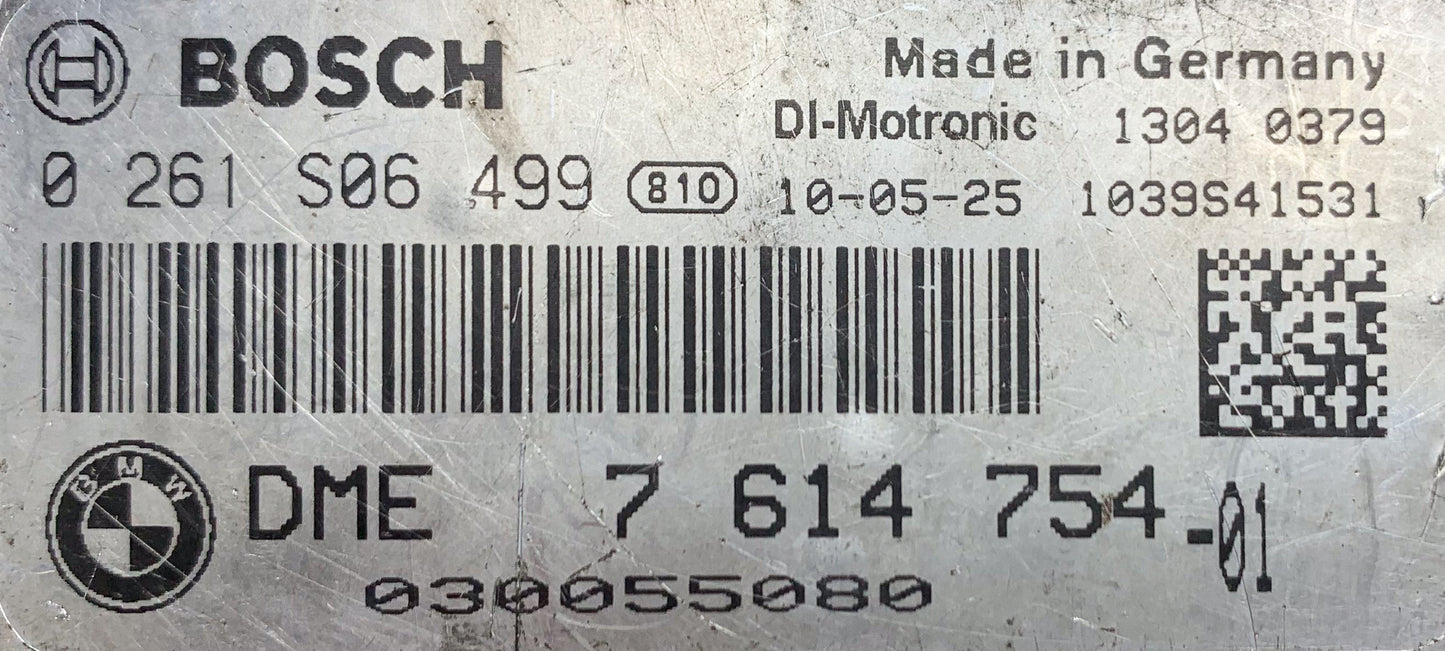 BOSCH Made in Germany
DI-Motronic 1304 0379
0 261 S06 499 810 10-05-25 1039S41531
BMW DME 7 614 754-01
030055080